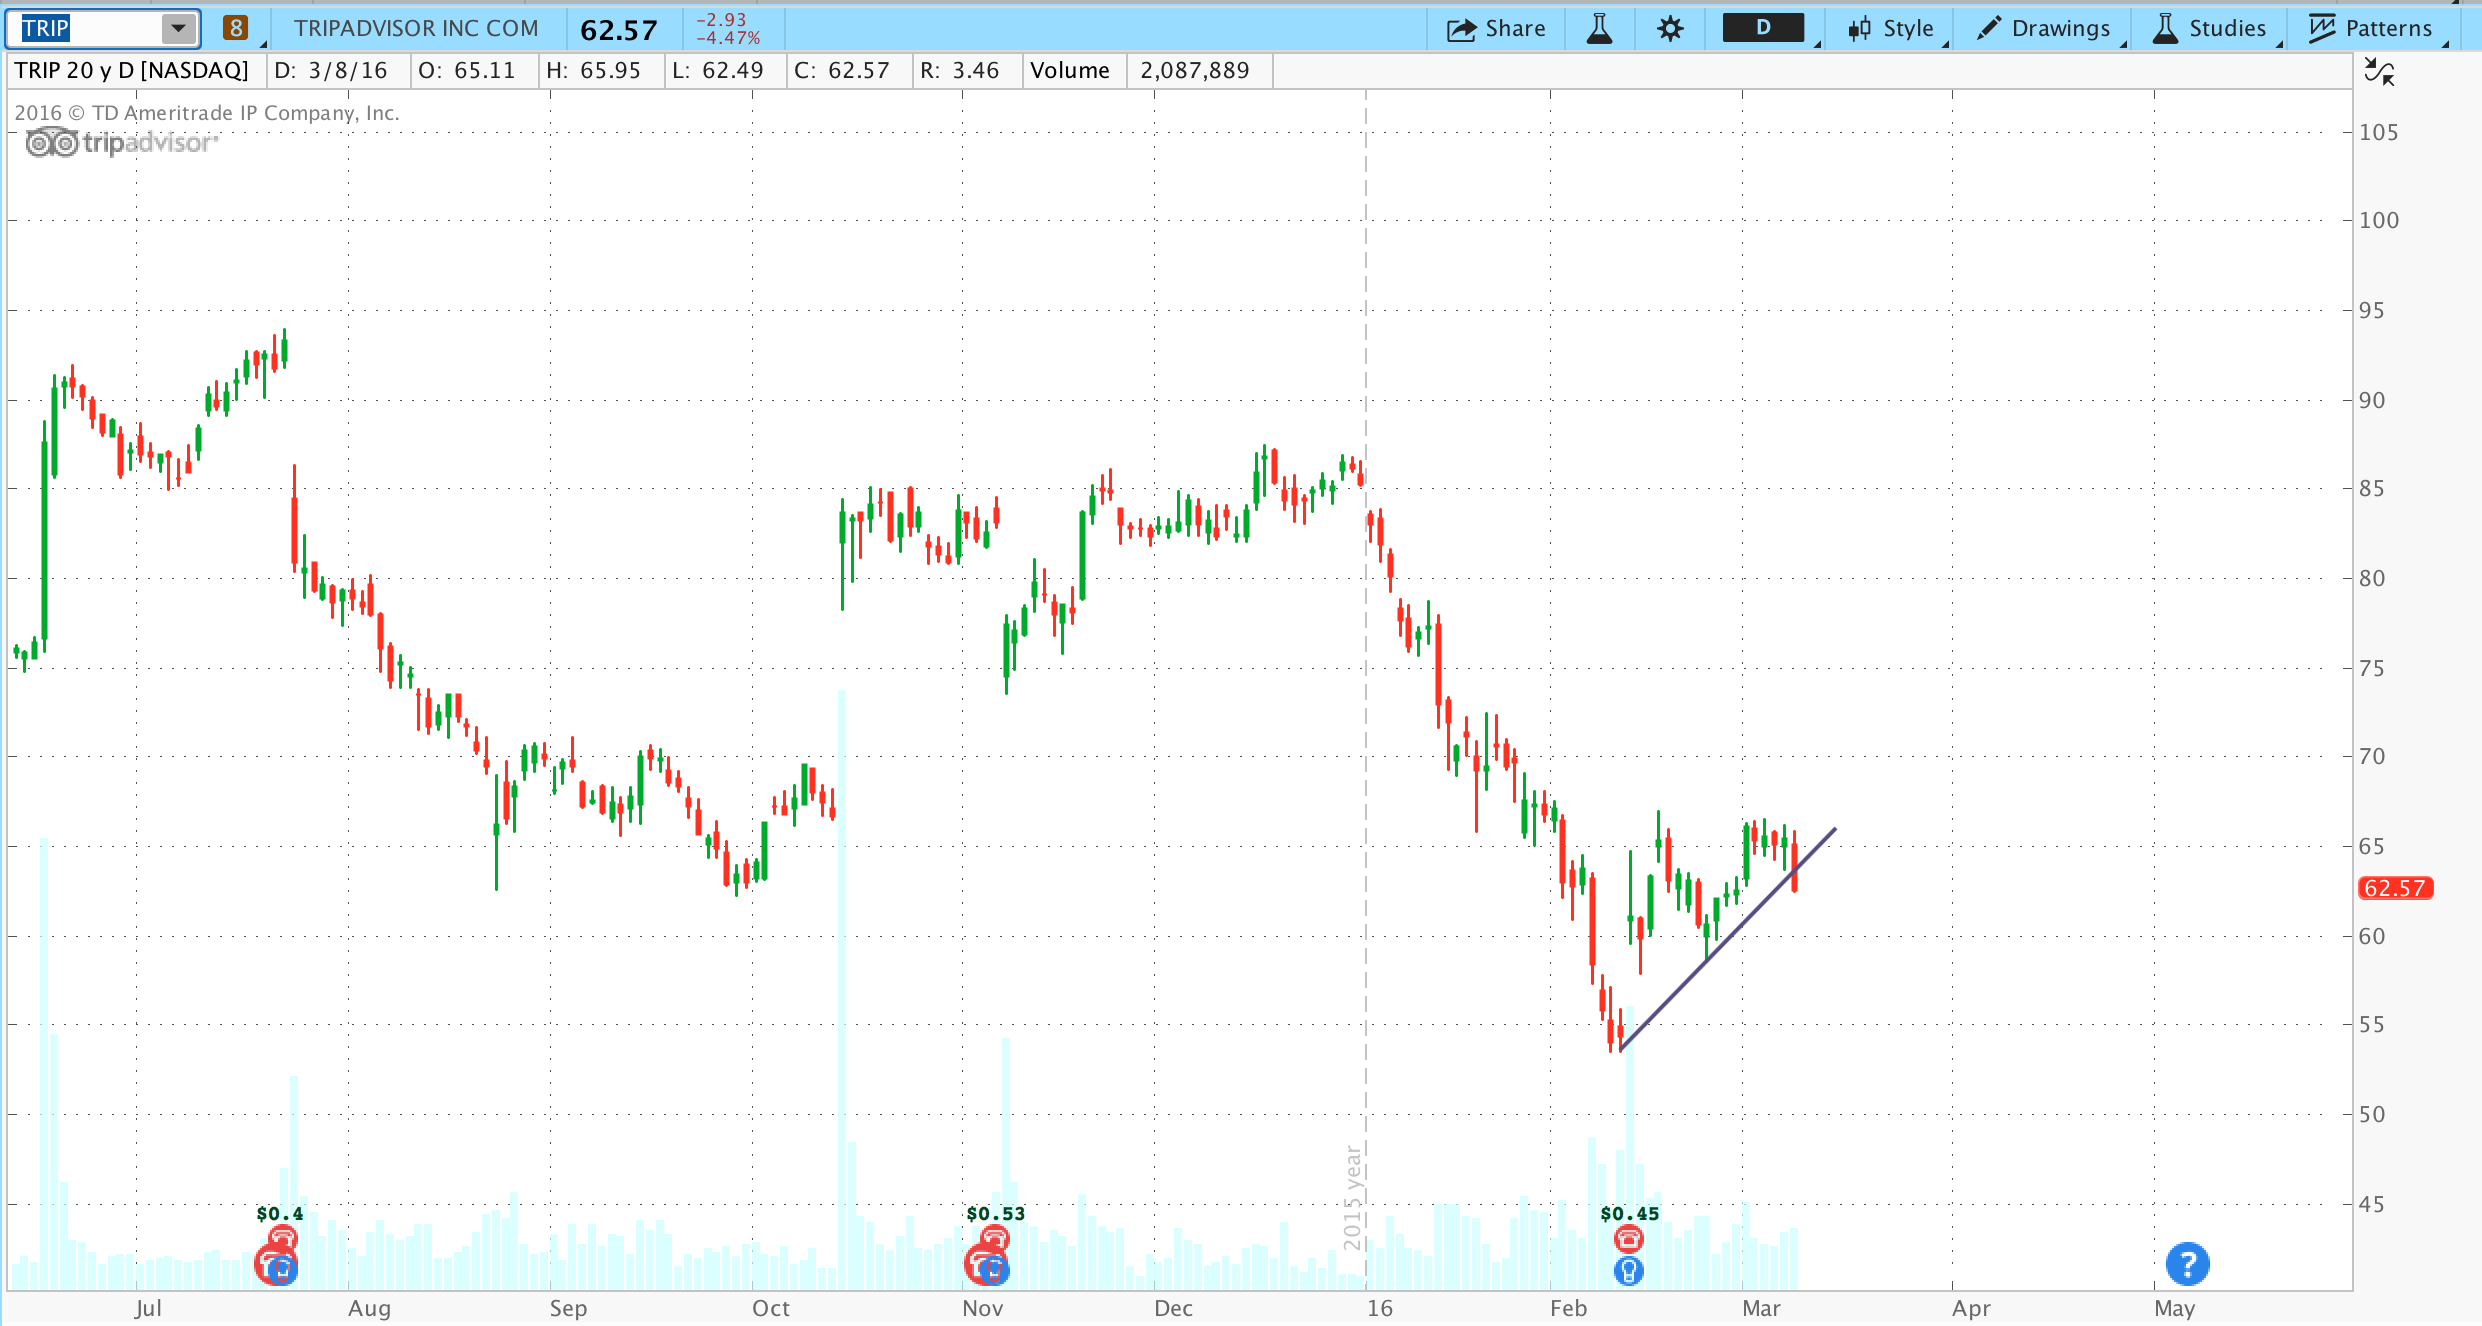 TRIP 8 TRIPADVISOR INC COM 62.57 -2.93 -4.47% Share D Style Drawings Studies Patterns
TRIP 20 y D [NASDAQ] D: 3/8/16 O: 65.11 H: 65.95 L: 62.49 C: 62.57 R: 3.46 Volume 2,087,889
2016 © TD Ameritrade IP Company, Inc.
tripadvisor
105
100
95
90
85
80
75
70
65
62.57
60
55
50
45
2015 year
$0.4 $0.53 $0.45
?
Jul Aug Sep Oct Nov Dec 16 Feb Mar Apr May